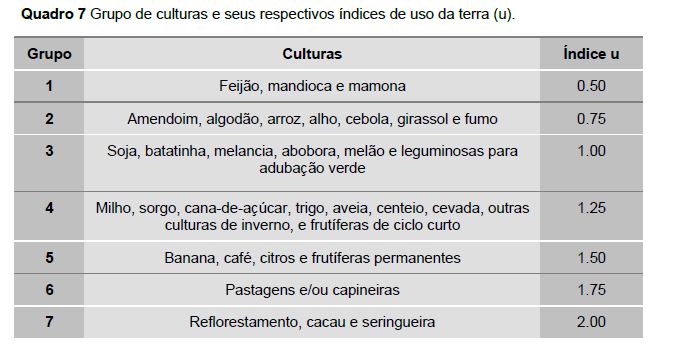 Quadro 7 Grupo de culturas e seus respectivos índices de uso da terra (u).
Grupo Culturas Índice u
1 Feijão, mandioca e mamona 0.50
2 Amendoim, algodão, arroz, alho, cebola, girassol e fumo 0.75
3 Soja, batatinha, melancia, abobora, melão e leguminosas para 1.00
adubação verde
4 Milho, sorgo, cana-de-açúcar, trigo, aveia, centeio, cevada, outras 1.25
culturas de inverno, e frutíferas de ciclo curto
5 Banana, café, citros e frutíferas permanentes 1.50
6 Pastagens e/ou capineiras 1.75
7 Reflorestamento, cacau e seringueira 2.00